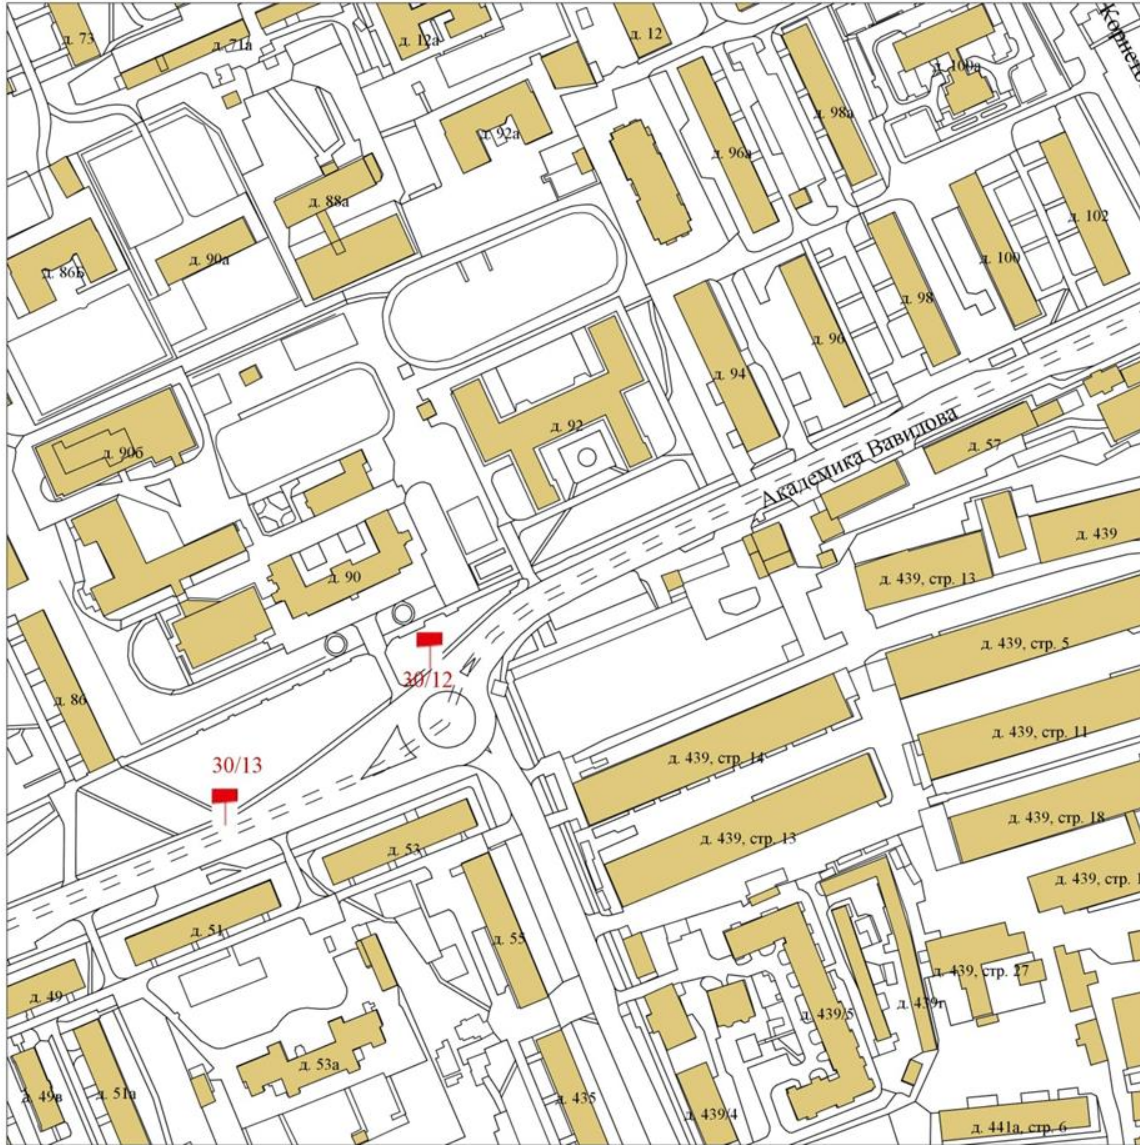 д. 73
д. 71а
д. 12а
д. 12
д. 100а
д. 98а
д. 92а
д. 96а
д. 88а
д. 102
д. 90а
д. 86Б
д. 100
д. 98
д. 96
д. 94
д. 92
Академика Вавилова
д. 57
д. 90б
д. 439
д. 90
д. 439, стр. 13
д. 439, стр. 5
30/12
д. 86
д. 439, стр. 11
30/13
д. 439, стр. 14
д. 439, стр. 18
д. 439, стр. 13
д. 53
д. 51
д. 55
д. 439, стр. 27
д. 49
д. 439г
д. 439/5
д. 53а
д. 49в
д. 51а
д. 435
д. 439/4
д. 441а, стр. 6